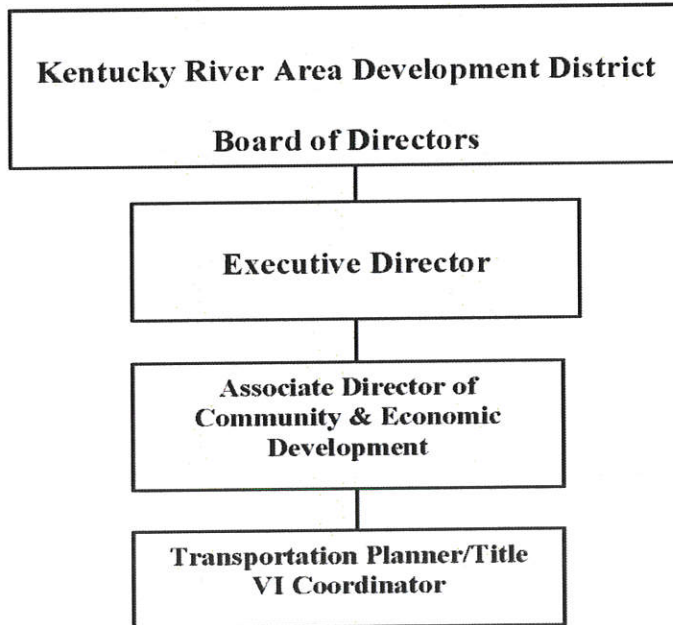 Kentucky River Area Development District
Board of Directors
Executive Director
Associate Director of
Community & Economic
Development
Transportation Planner/Title
VI Coordinator